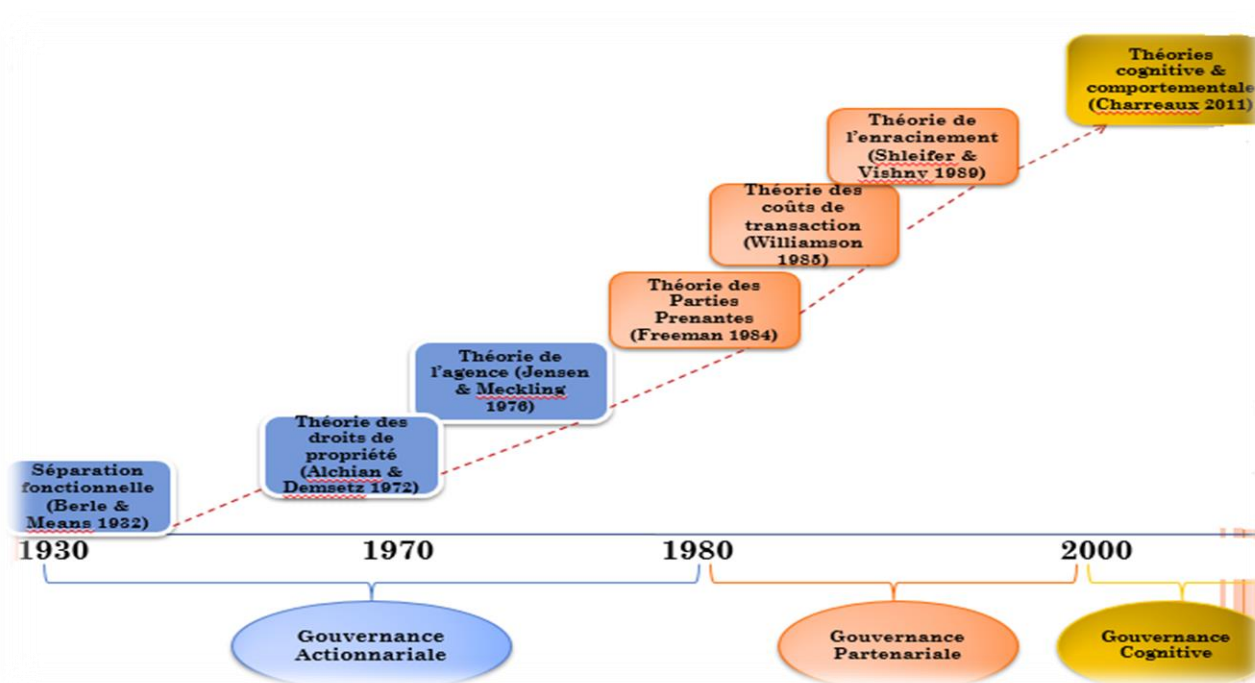 Théories
cognitive &
comportementale
(Charreaux 2011)
Théorie de
l'enracinement
(Shleifer &
Vishny 1989)
Théorie des
coûts de
transaction
(Williamson
1985)
Théorie des
Parties
Prenantes
(Freeman 1984)
Théorie de
l'agence (Jensen
& Meckling
1976)
Théorie des
droits de
propriété
(Alchian &
Demsetz 1972)
Séparation
fonctionnelle
(Berle &
Means 1932)
1930 1970 1980 2000
Gouvernance
Actionnariale
Gouvernance
Partenariale
Gouvernance
Cognitive